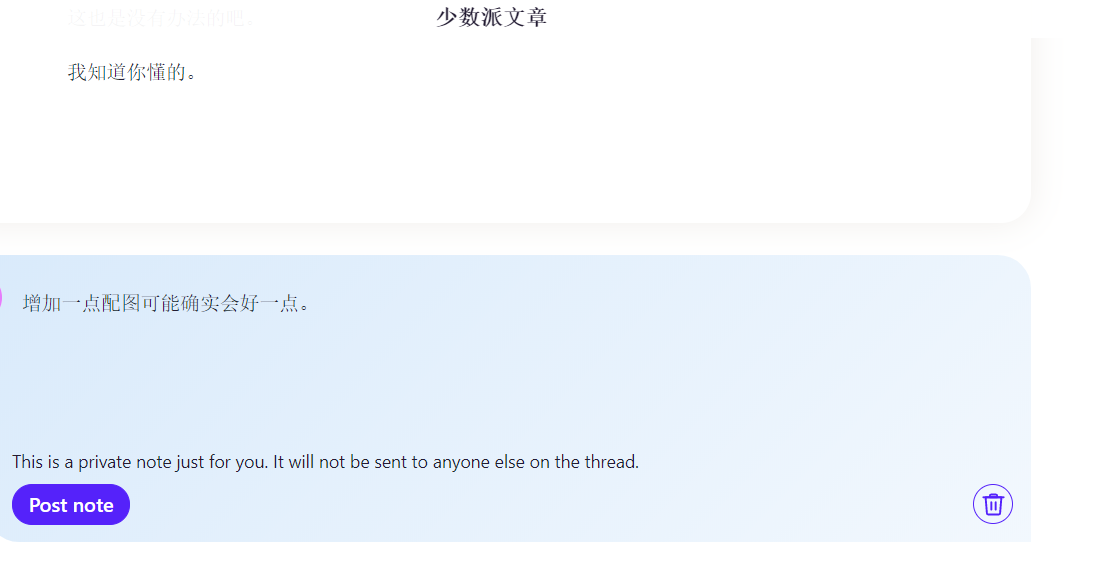 这也是没有办法的吧。
少数派文章
我知道你懂的。
增加一点配图可能确实会好一点。
This is a private note just for you. It will not be sent to anyone else on the thread.
Post note